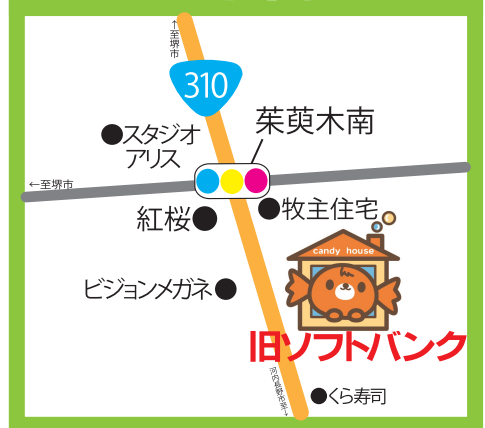 ↑至堺市
310
茱萸木南
●スタジオ
アリス
←至堺市
紅桜●
●牧主住宅
candy house
ビジョンメガネ●
旧ソフトバンク
河内長野市至↓
●くら寿司